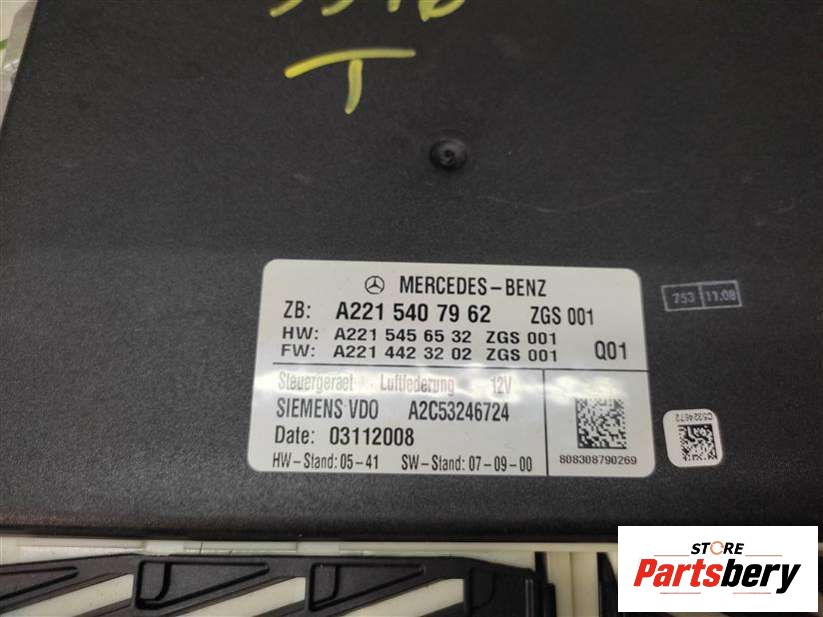 T
MERCEDES-BENZ
ZB: A221 540 79 62 ZGS 001
HW: A221 545 65 32 ZGS 001
FW: A221 442 32 02 ZGS 001 Q01
753 11.08
Steuergeraet Luftfederung 12V
SIEMENS VDO A2C53246724
Date: 03112008
HW-Stand: 05-41 SW-Stand: 07-09-00
808308790269
C5324672
STORE
Partsbery